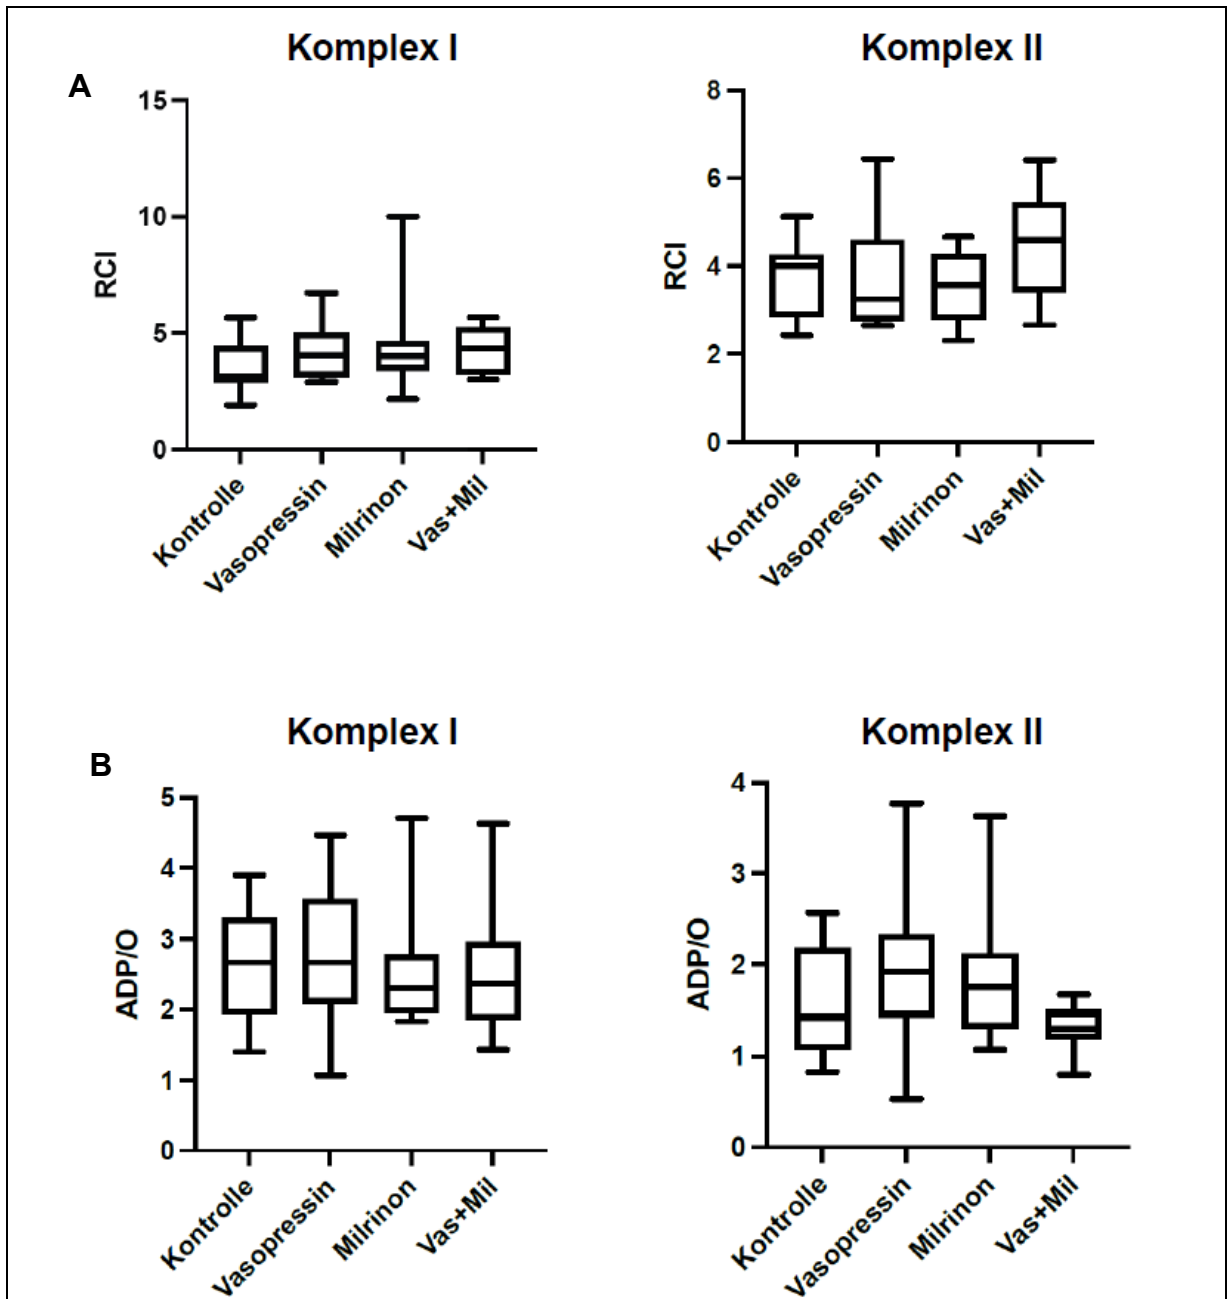 Komplex I
Komplex II
A
RCI
15
10
5
0
Kontrolle
Vasopressin
Milrinon
Vas+Mil
RCI
8
6
4
2
0
Kontrolle
Vasopressin
Milrinon
Vas+Mil
Komplex I
Komplex II
B
ADP/O
5
4
3
2
1
0
Kontrolle
Vasopressin
Milrinon
Vas+Mil
ADP/O
4
3
2
1
0
Kontrolle
Vasopressin
Milrinon
Vas+Mil